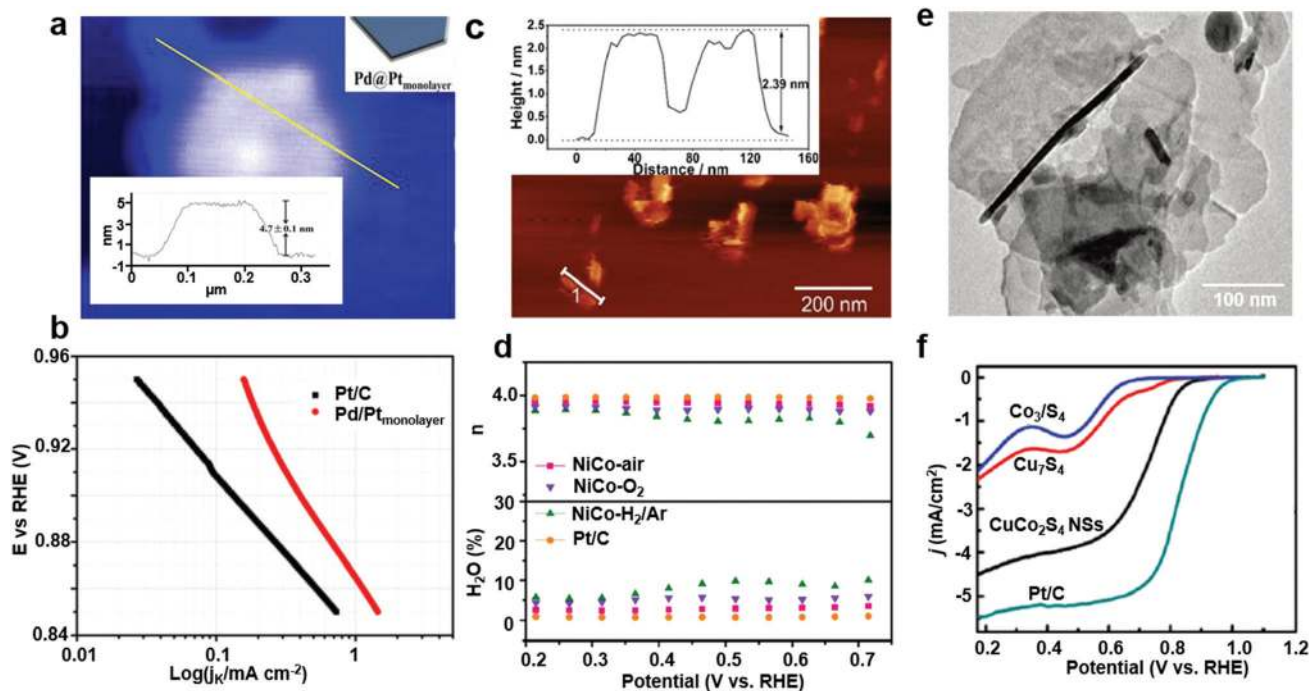 a
Pd@Ptmonolayer
5
3
1
-1
nm
4.7±0.1 nm
0
0.1
0.2
0.3
μm
b
0.96
0.92
0.88
0.84
E vs RHE (V)
Pt/C
Pd/Ptmonolayer
0.01
0.1
1
Log(jK/mA cm-2)
c
2.5
2.0
1.5
1.0
0.5
0.0
Height / nm
2.39 nm
0
40
80
120
160
Distance / nm
1
200 nm
d
4.0
3.75
n
NiCo-air
NiCo-O2
30
20
10
0
H2O (%)
NiCo-H2/Ar
Pt/C
0.2
0.3
0.4
0.5
0.6
0.7
Potential (V vs. RHE)
e
100 nm
f
0
-1
-2
-3
-4
-5
j (mA/cm2)
Co3/S4
Cu7S4
CuCo2S4 NSs
Pt/C
0.2
0.4
0.6
0.8
1.0
1.2
Potential (V vs. RHE)